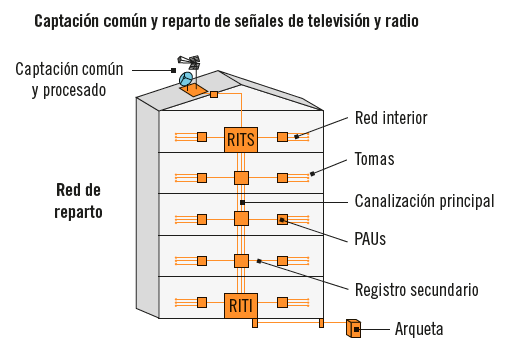 Captación común y reparto de señales de televisión y radio
Captación común
y procesado
Red interior
RITS
Tomas
Red de
reparto
Canalización principal
PAUs
Registro secundario
RITI
Arqueta